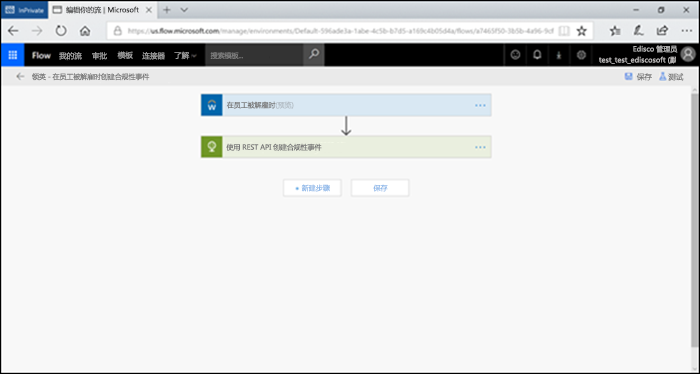 InPrivate 编辑你的流 | Microsoft
https://us.flow.microsoft.com/manage/environments/Default-596ade3a-1abe-4c5b-b7d5-a169c6b05d4a/flows/a7465f50-3b5b-4a96-9cf
Flow 我的流 审批 模板 连接器 了解 搜索模板... Edisco 管理员
test_test_ediscosoft (默
领英 - 在员工被解雇时创建合规性事件 保存 测试
在员工被解雇时(预览)
使用 REST API 创建合规性事件
+ 新建步骤 保存